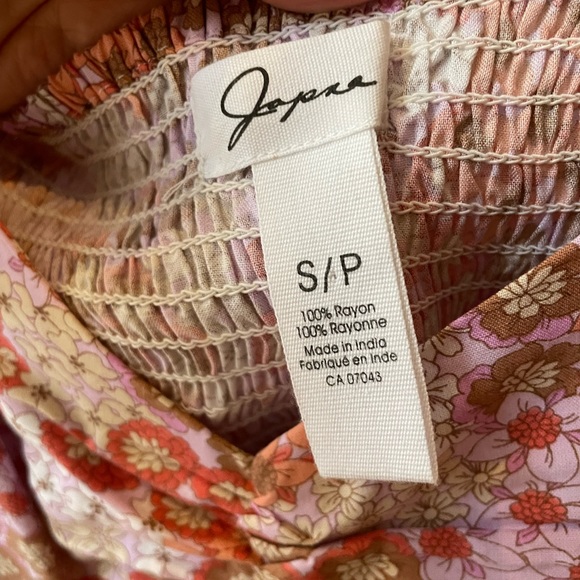 Japna
S/P
100% Rayon
100% Rayonne
Made in India
Fabriqué en Inde
CA 07043